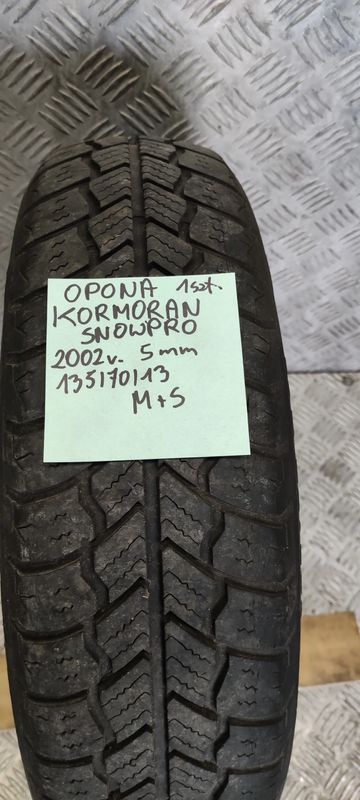 OPONA 1szt.
KORMORAN
SNOWPRO
2002r. 5mm
135/70/13
M+S